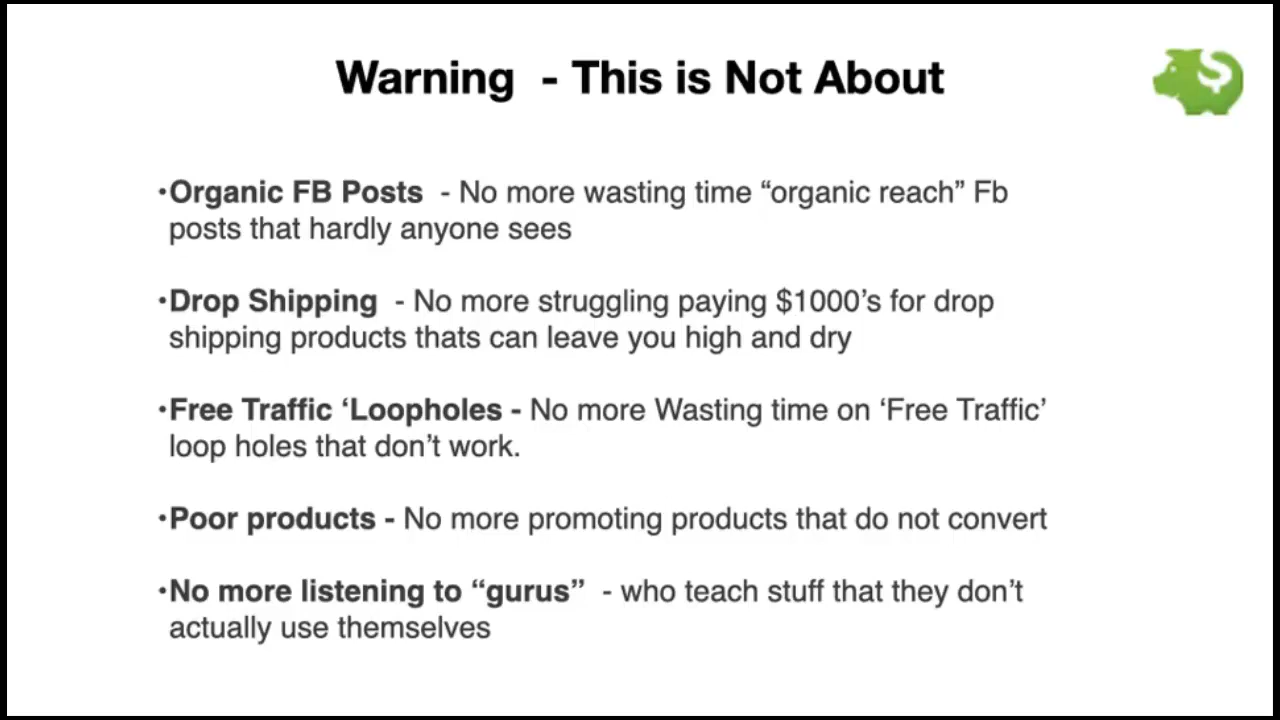 Warning - This is Not About
•Organic FB Posts - No more wasting time “organic reach” Fb
posts that hardly anyone sees
•Drop Shipping - No more struggling paying $1000’s for drop
shipping products thats can leave you high and dry
•Free Traffic ‘Loopholes - No more Wasting time on ‘Free Traffic’
loop holes that don’t work.
•Poor products - No more promoting products that do not convert
•No more listening to “gurus” - who teach stuff that they don’t
actually use themselves